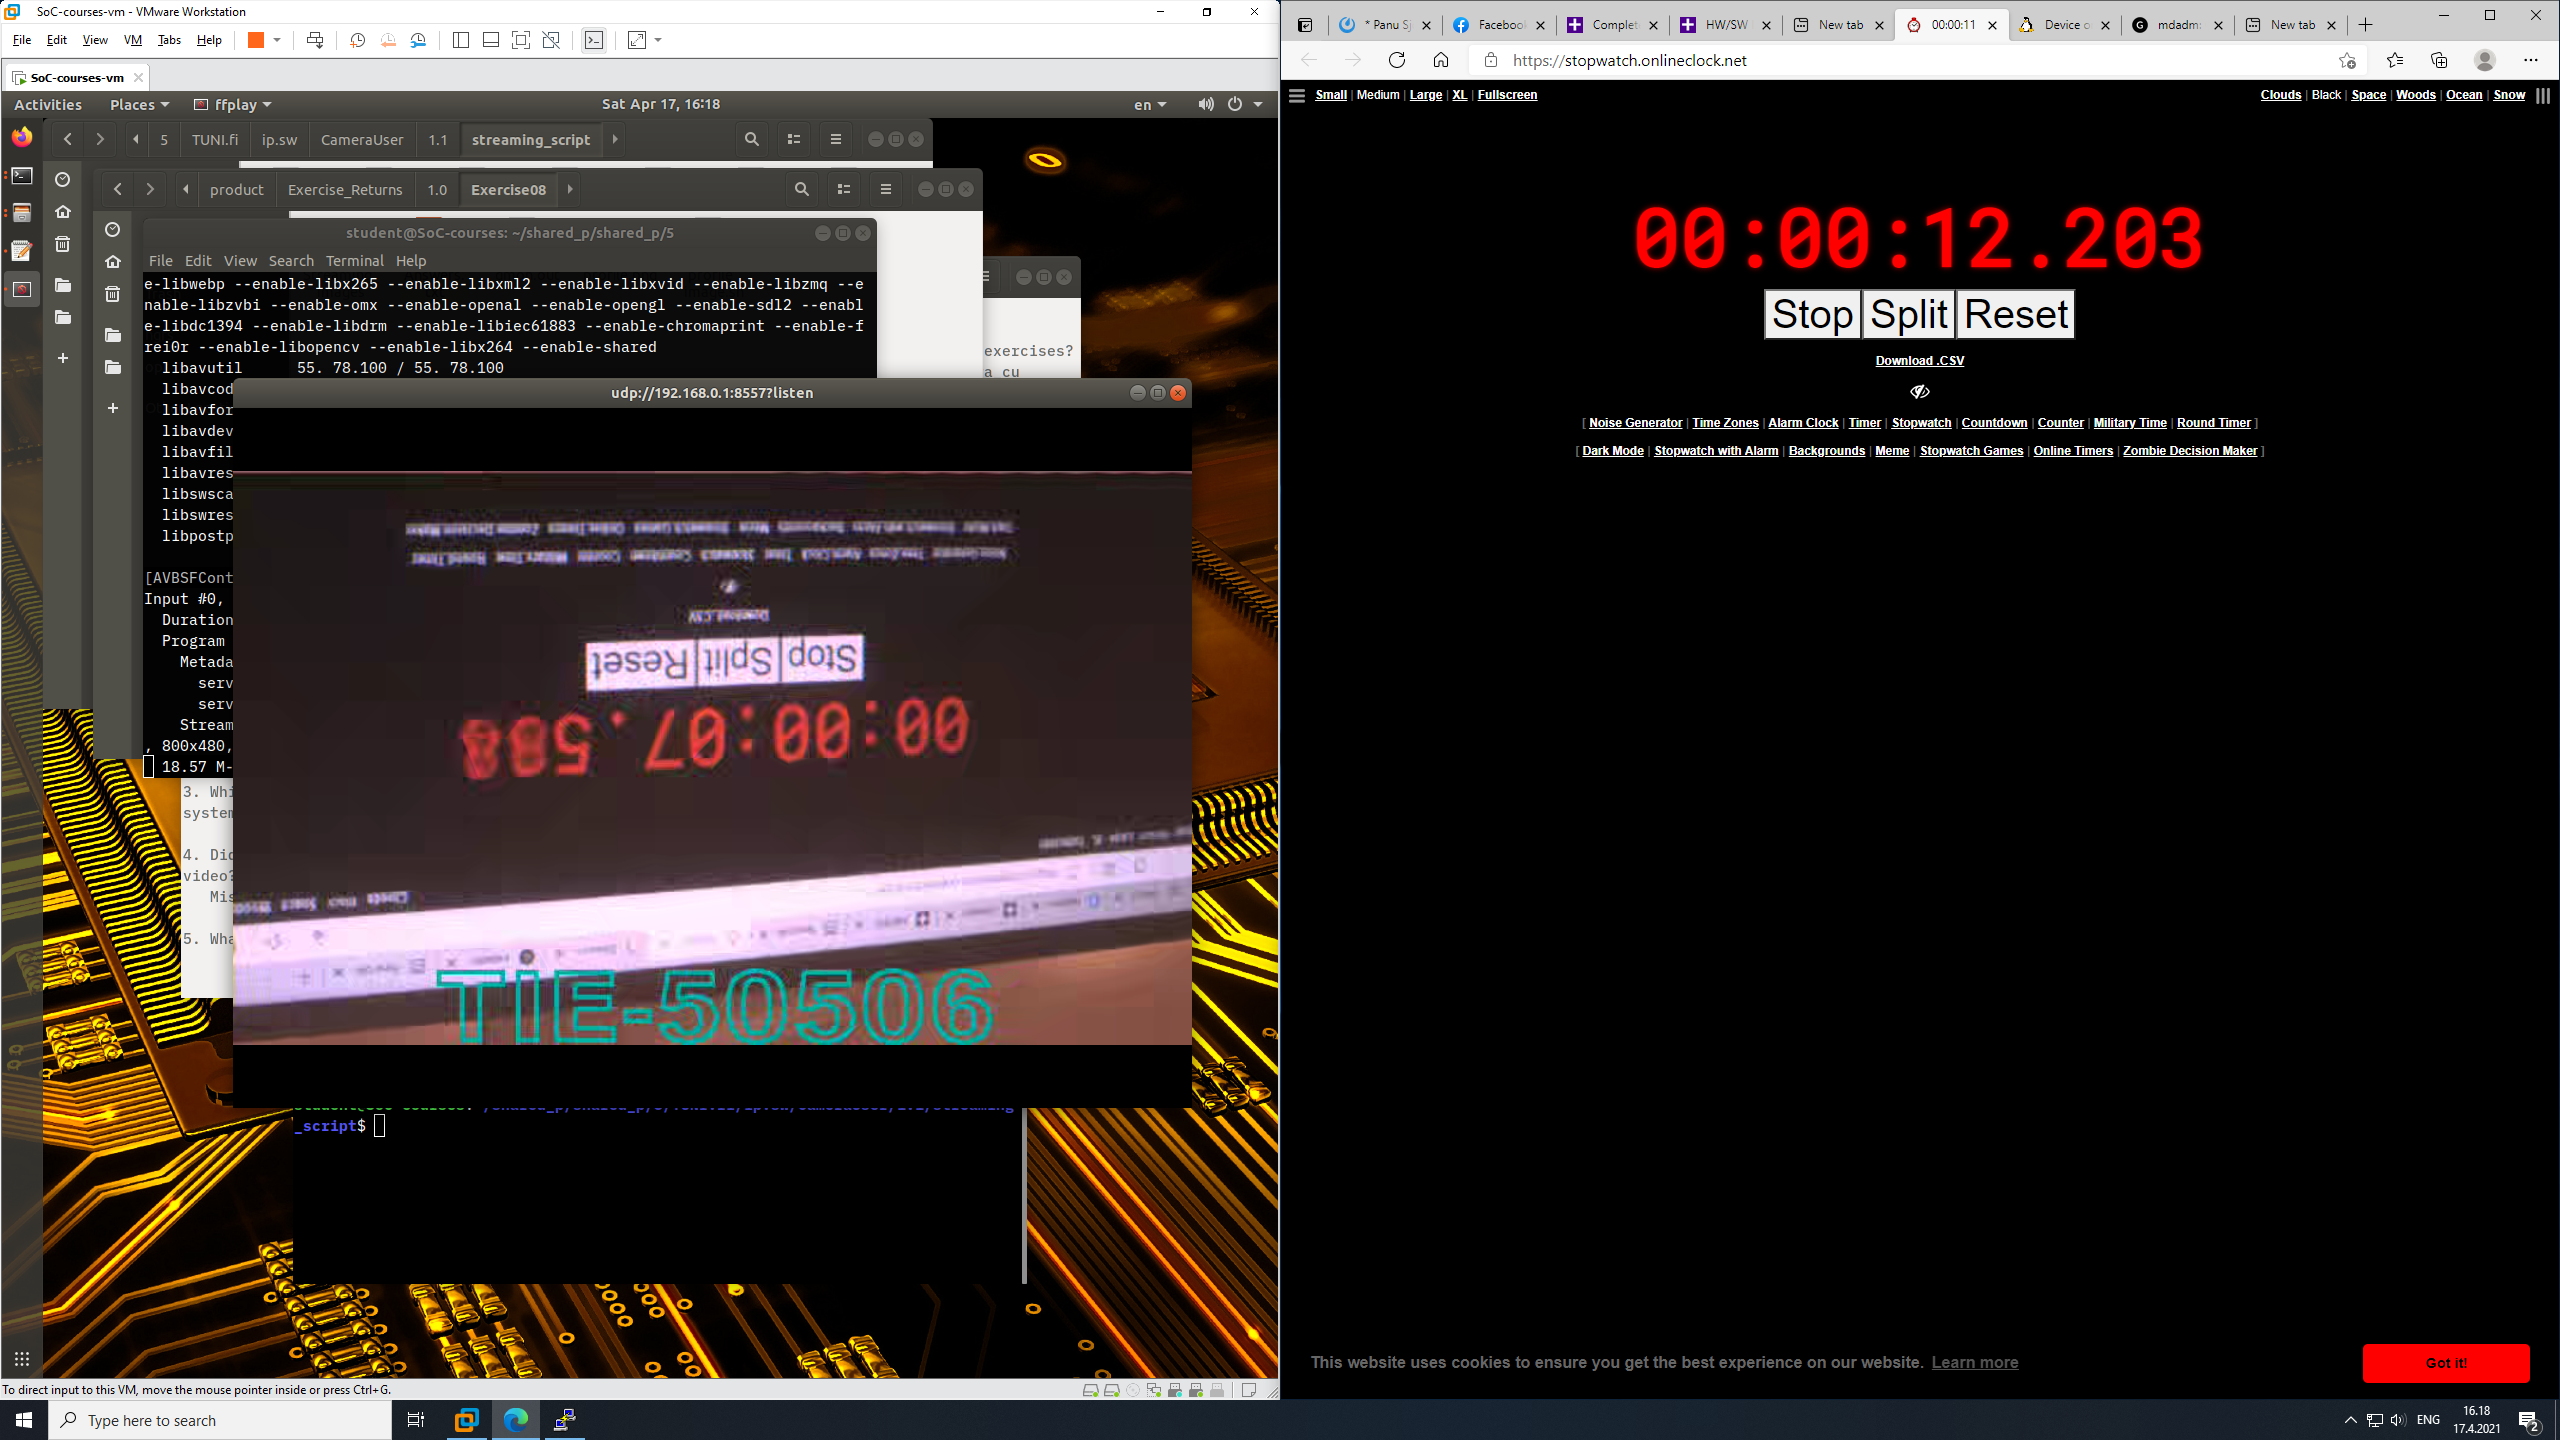 SoC-courses-vm - VMware Workstation
File Edit View VM Tabs Help
SoC-courses-vm
Activities Places ffplay Sat Apr 17, 16:18 en
5 TUNI.fi ip.sw CameraUser 1.1 streaming_script
product Exercise_Returns 1.0 Exercise08
student@SoC-courses: ~/shared_p/shared_p/5
File Edit View Search Terminal Help
e-libwebp --enable-libx265 --enable-libxml2 --enable-libxvid --enable-libzmq --e
nable-libzvbi --enable-omx --enable-openal --enable-opengl --enable-sdl2 --enabl
e-libdc1394 --enable-libdrm --enable-libiec61883 --enable-chromaprint --enable-f
rei0r --enable-libopencv --enable-libx264 --enable-shared
libavutil 55. 78.100 / 55. 78.100
libavcod
libavfor
libavdev
libavfil
libavres
libswsca
libswres
libpostp
[AVBSFCont
Input #0,
Duration
Program
Metada
serv
serv
Stream
, 800x480,
18.57 M-
exercises?
a cu
udp://192.168.0.1:8557?listen
Download .CSV
Stop Split Reset
00:00:07.5
TIE-50506
3. Whi
system
4. Did
video?
Mis
5. Wha
_script$
To direct input to this VM, move the mouse pointer inside or press Ctrl+G.
* Panu Sj Facebook Complet HW/SW New tab 00:00:11 Device o mdadm: New tab
https://stopwatch.onlineclock.net
Small | Medium | Large | XL | Fullscreen
Clouds | Black | Space | Woods | Ocean | Snow
00:00:12.203
Stop Split Reset
Download .CSV
[ Noise Generator | Time Zones | Alarm Clock | Timer | Stopwatch | Countdown | Counter | Military Time | Round Timer ]
[ Dark Mode | Stopwatch with Alarm | Backgrounds | Meme | Stopwatch Games | Online Timers | Zombie Decision Maker ]
This website uses cookies to ensure you get the best experience on our website. Learn more
Got it!
Type here to search
ENG
16.18
17.4.2021
2